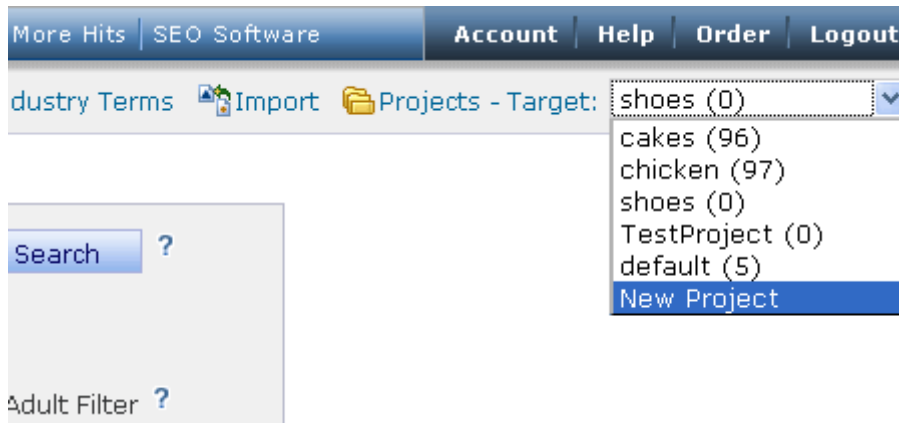 More Hits SEO Software Account Help Order Logout
dustry Terms Import Projects - Target: shoes (0)
cakes (96)
chicken (97)
shoes (0)
TestProject (0)
default (5)
New Project
Search ?
Adult Filter ?